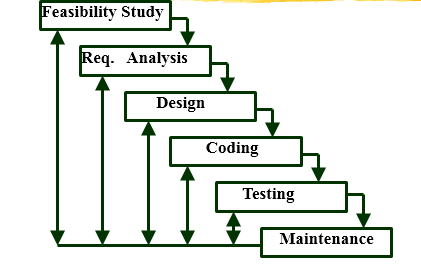 Feasibility Study
Req. Analysis
Design
Coding
Testing
Maintenance